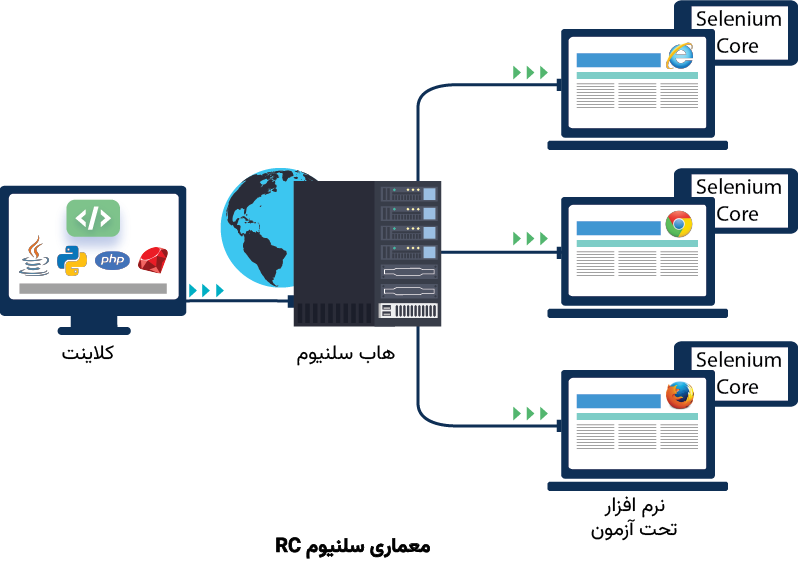 Selenium
Core
Selenium
Core
</>
php
کلاینت
هاب سلنیوم
Selenium
Core
نرم افزار
تحت آزمون
معماری سلنیوم RC